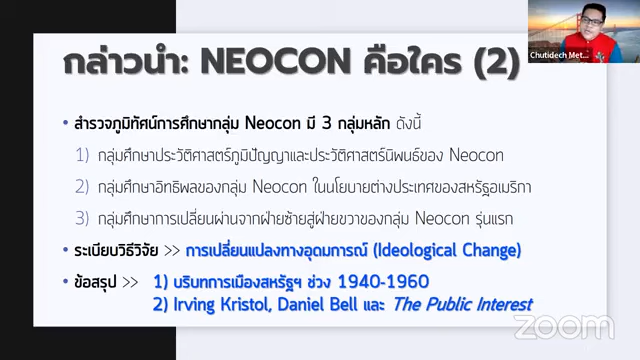 กล่าวนำ: NEOCON คือใคร (2)
Chutidech Met...
• สำรวจภูมิทัศน์การศึกษากลุ่ม Neocon มี 3 กลุ่มหลัก ดังนี้
1) กลุ่มศึกษาประวัติศาสตร์ภูมิปัญญาและประวัติศาสตร์นิพนธ์ของ Neocon
2) กลุ่มศึกษาอิทธิพลของกลุ่ม Neocon ในนโยบายต่างประเทศของสหรัฐอเมริกา
3) กลุ่มศึกษาการเปลี่ยนผ่านจากฝ่ายซ้ายสู่ฝ่ายขวาของกลุ่ม Neocon รุ่นแรก
• ระเบียบวิธีวิจัย >> การเปลี่ยนแปลงทางอุดมการณ์ (Ideological Change)
• ข้อสรุป >> 1) บริบทการเมืองสหรัฐฯ ช่วง 1940-1960
2) Irving Kristol, Daniel Bell และ The Public Interest
zoom